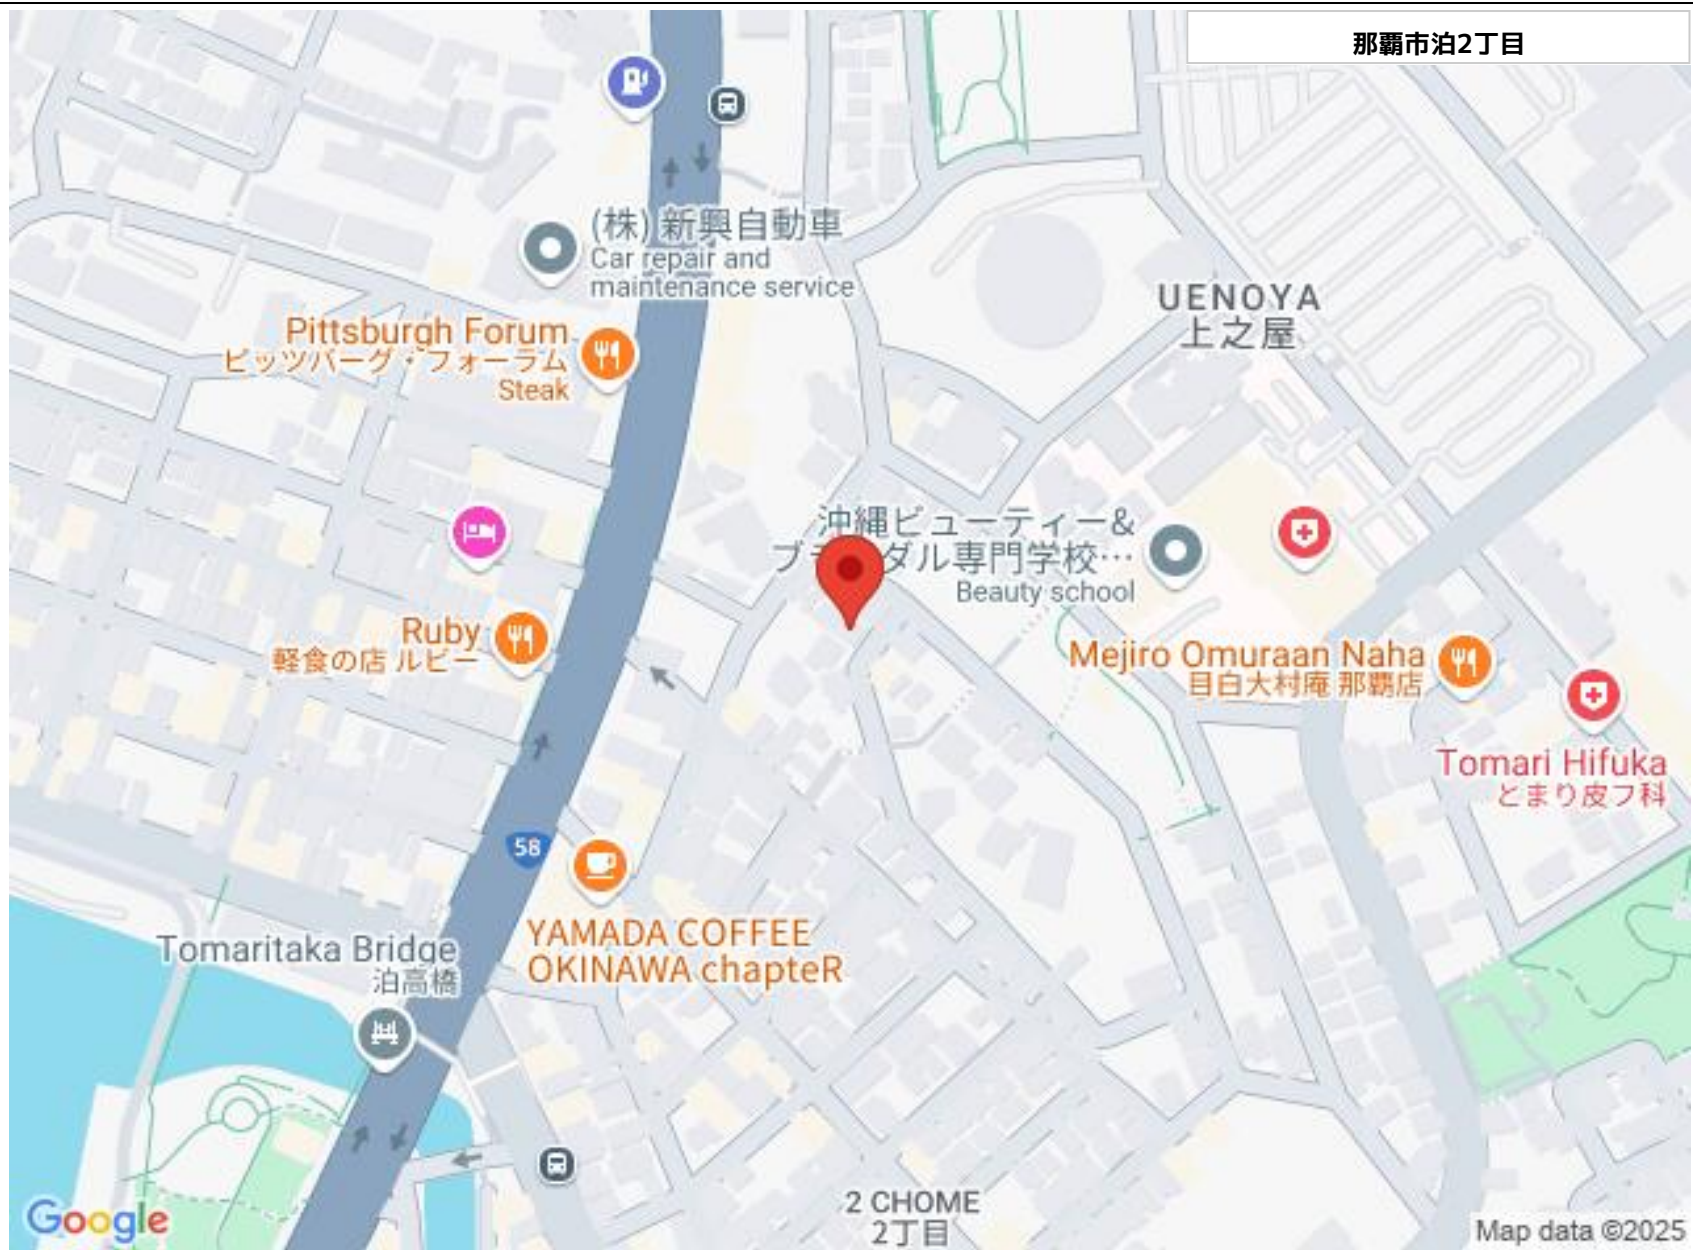 那覇市泊2丁目
(株) 新興自動車
Car repair and
maintenance service
UENOYA
上之屋
Pittsburgh Forum
ピッツバーグ・フォーラム
Steak
沖縄ビューティー&
ブ ダル専門学校…
Beauty school
Ruby
軽食の店 ルビー
Mejiro Omuraan Naha
目白大村庵 那覇店
Tomari Hifuka
とまり皮フ科
58
YAMADA COFFEE
OKINAWA chapteR
Tomaritaka Bridge
泊高橋
2 CHOME
2丁目
Google
Map data ©2025